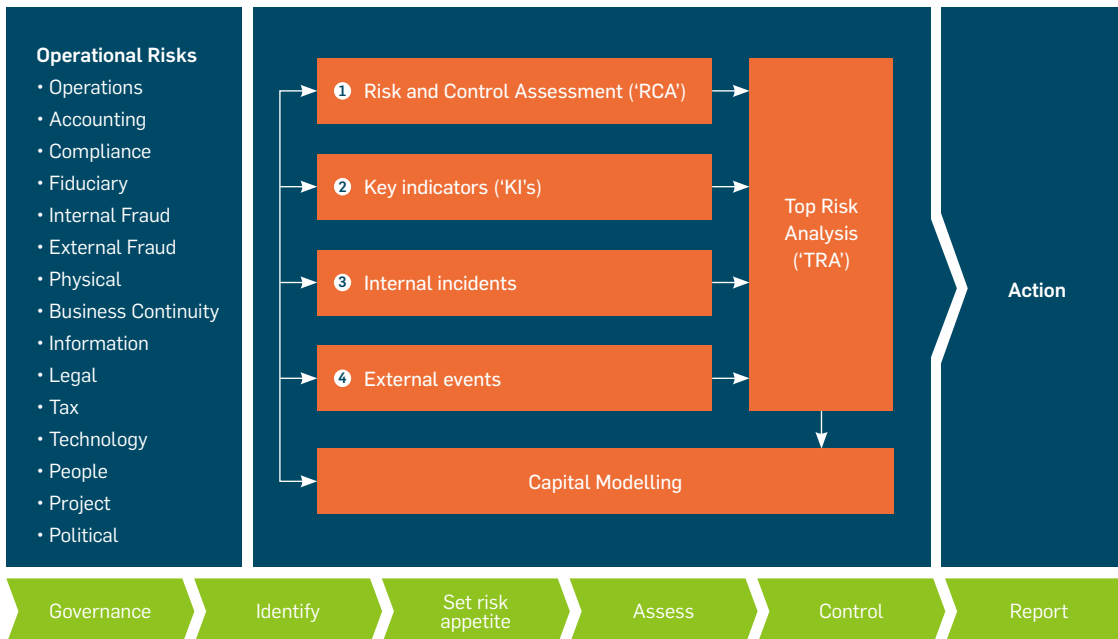 Operational Risks
• Operations
• Accounting
• Compliance
• Fiduciary
• Internal Fraud
• External Fraud
• Physical
• Business Continuity
• Information
• Legal
• Tax
• Technology
• People
• Project
• Political
1 Risk and Control Assessment (‘RCA’)
2 Key indicators (‘KI’s)
3 Internal incidents
4 External events
Top Risk
Analysis
(‘TRA’)
Capital Modelling
Action
Governance
Identify
Set risk
appetite
Assess
Control
Report